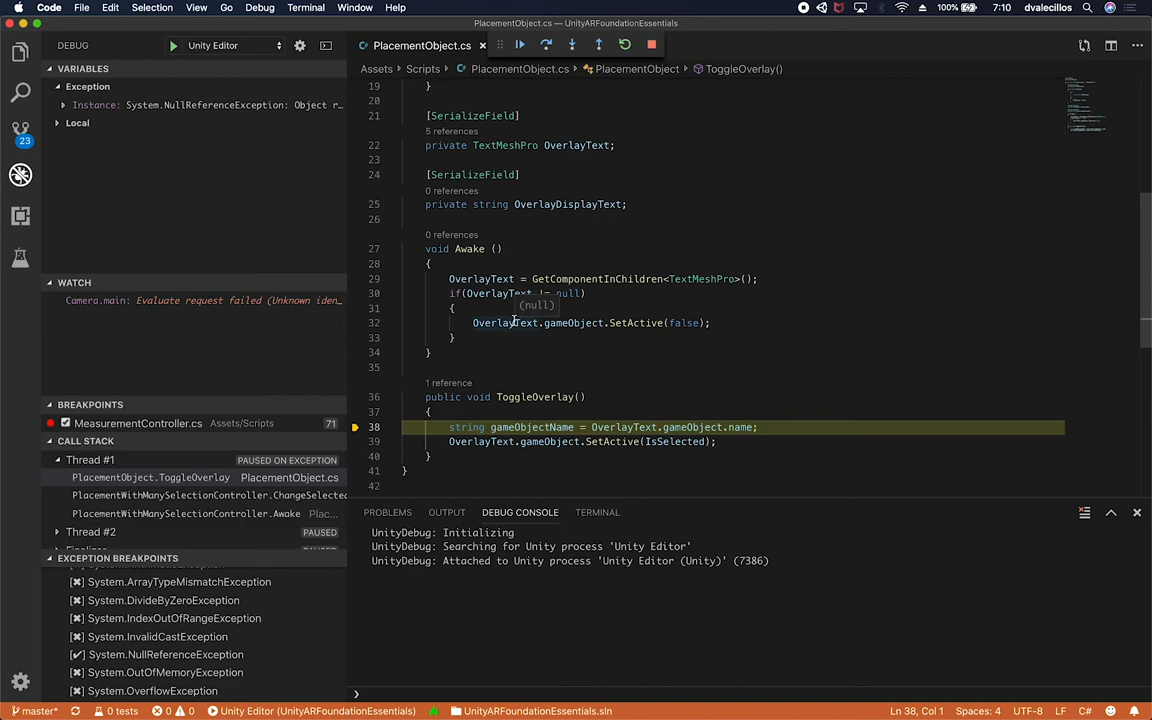 Code File Edit Selection View Go Debug Terminal Window Help 100% 7:10 dvalecillos
PlacementObject.cs — UnityARFoundationEssentials
DEBUG Unity Editor
PlacementObject.cs
Assets Scripts PlacementObject.cs PlacementObject ToggleOverlay()
VARIABLES
Exception
Instance: System.NullReferenceException: Object r…
Local
23
WATCH
Camera.main: Evaluate request failed (Unknown iden…
BREAKPOINTS
MeasurementController.cs Assets/Scripts 71
CALL STACK
Thread #1 PAUSED ON EXCEPTION
PlacementObject.ToggleOverlay PlacementObject.cs
PlacementWithManySelectionController.ChangeSelected
PlacementWithManySelectionController.Awake Plac…
Thread #2 PAUSED
EXCEPTION BREAKPOINTS
[✖] System.ArrayTypeMismatchException
[✖] System.DivideByZeroException
[✖] System.IndexOutOfRangeException
[✖] System.InvalidCastException
[✔] System.NullReferenceException
[✖] System.OutOfMemoryException
[✖] System.OverflowException
19 }
20
21 [SerializeField]
5 references
22 private TextMeshPro OverlayText;
23
24 [SerializeField]
0 references
25 private string OverlayDisplayText;
26
0 references
27 void Awake ()
28 {
29 OverlayText = GetComponentInChildren<TextMeshPro>();
30 if(OverlayText != null)
(null)
31 {
32 OverlayText.gameObject.SetActive(false);
33 }
34 }
35
1 reference
36 public void ToggleOverlay()
37 {
38 string gameObjectName = OverlayText.gameObject.name;
39 OverlayText.gameObject.SetActive(IsSelected);
40 }
41 }
42
PROBLEMS OUTPUT DEBUG CONSOLE TERMINAL
UnityDebug: Initializing
UnityDebug: Searching for Unity process 'Unity Editor'
UnityDebug: Attached to Unity process 'Unity Editor (Unity)' (7386)
master* 0 tests 0 0 Unity Editor (UnityARFoundationEssentials) UnityARFoundationEssentials.sln Ln 38, Col 1 Spaces: 4 UTF-8 LF C#